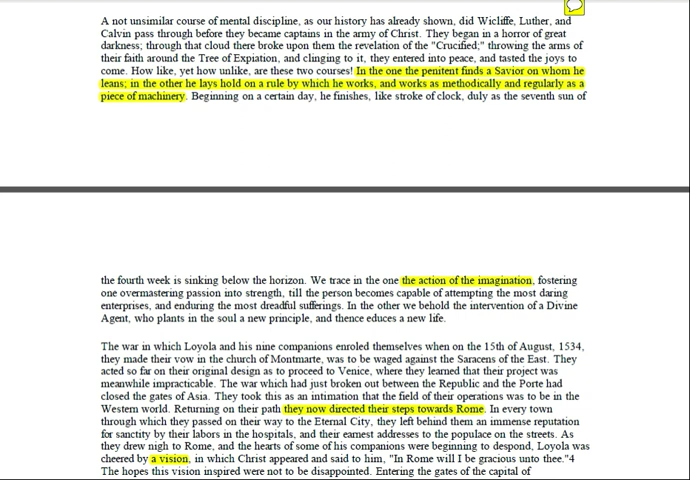 A not unsimilar course of mental discipline, as our history has already shown, did Wicliffe, Luther, and
Calvin pass through before they became captains in the army of Christ. They began in a horror of great
darkness; through that cloud there broke upon them the revelation of the "Crucified;" throwing the arms of
their faith around the Tree of Expiation, and clinging to it, they entered into peace, and tasted the joys to
come. How like, yet how unlike, are these two courses! In the one the penitent finds a Savior on whom he
leans; in the other he lays hold on a rule by which he works, and works as methodically and regularly as a
piece of machinery. Beginning on a certain day, he finishes, like stroke of clock, duly as the seventh sun of
the fourth week is sinking below the horizon. We trace in the one the action of the imagination, fostering
one overmastering passion into strength, till the person becomes capable of attempting the most daring
enterprises, and enduring the most dreadful sufferings. In the other we behold the intervention of a Divine
Agent, who plants in the soul a new principle, and thence educes a new life.
The war in which Loyola and his nine companions enroled themselves when on the 15th of August, 1534,
they made their vow in the church of Montmarte, was to be waged against the Saracens of the East. They
acted so far on their original design as to proceed to Venice, where they learned that their project was
meanwhile impracticable. The war which had just broken out between the Republic and the Porte had
closed the gates of Asia. They took this as an intimation that the field of their operations was to be in the
Western world. Returning on their path they now directed their steps towards Rome. In every town
through which they passed on their way to the Eternal City, they left behind them an immense reputation
for sanctity by their labors in the hospitals, and their earnest addresses to the populace on the streets. As
they drew nigh to Rome, and the hearts of some of his companions were beginning to despond, Loyola was
cheered by a vision, in which Christ appeared and said to him, "In Rome will I be gracious unto thee."4
The hopes this vision inspired were not to be disappointed. Entering the gates of the capital of